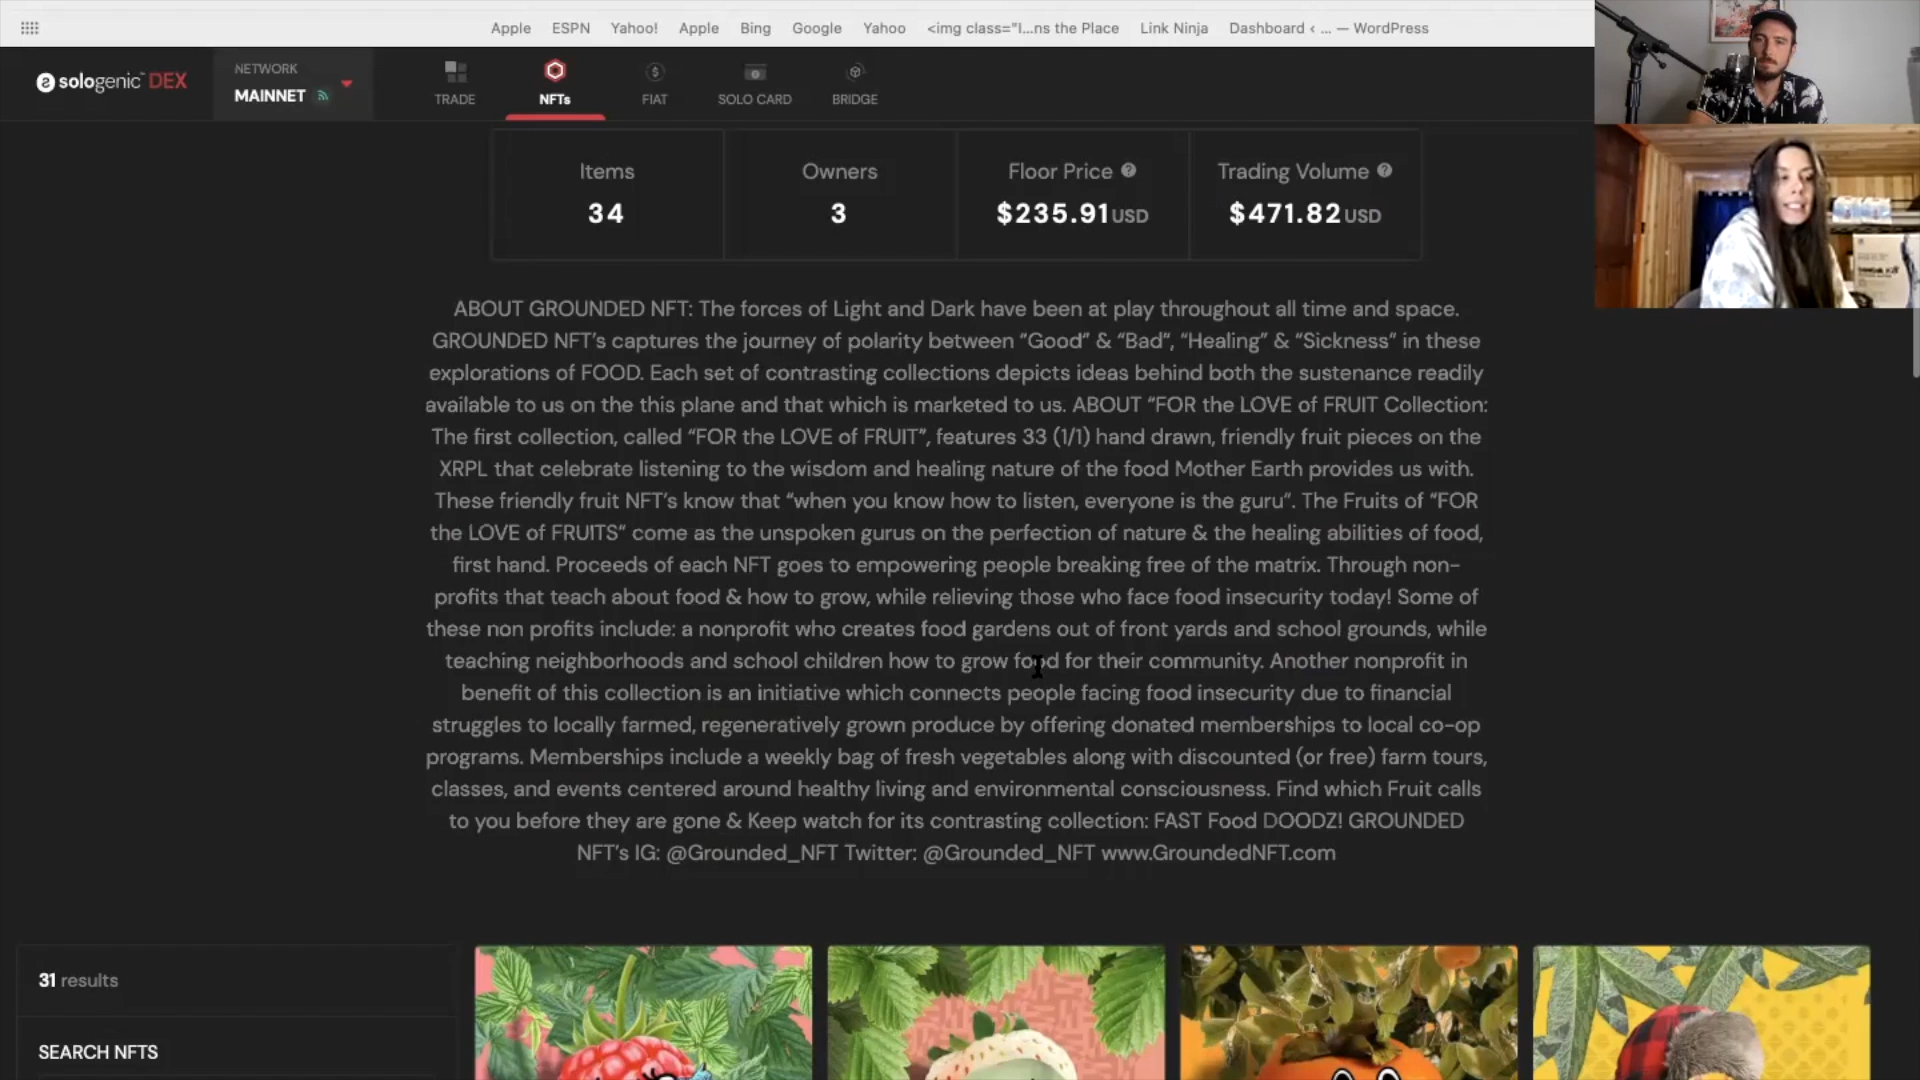 Apple ESPN Yahoo! Apple Bing Google Yahoo <img class="l...ns the Place Link Ninja Dashboard ‹ ... — WordPress
sologenic™ DEX
NETWORK
MAINNET
TRADE
NFTs
FIAT
SOLO CARD
BRIDGE
Items
34
Owners
3
Floor Price
$235.91 USD
Trading Volume
$471.82 USD
ABOUT GROUNDED NFT: The forces of Light and Dark have been at play throughout all time and space.
GROUNDED NFT’s captures the journey of polarity between “Good” & “Bad”, “Healing” & “Sickness” in these
explorations of FOOD. Each set of contrasting collections depicts ideas behind both the sustenance readily
available to us on the this plane and that which is marketed to us. ABOUT “FOR the LOVE of FRUIT Collection:
The first collection, called “FOR the LOVE of FRUIT”, features 33 (1/1) hand drawn, friendly fruit pieces on the
XRPL that celebrate listening to the wisdom and healing nature of the food Mother Earth provides us with.
These friendly fruit NFT’s know that “when you know how to listen, everyone is the guru”. The Fruits of “FOR
the LOVE of FRUITS“ come as the unspoken gurus on the perfection of nature & the healing abilities of food,
first hand. Proceeds of each NFT goes to empowering people breaking free of the matrix. Through non-
profits that teach about food & how to grow, while relieving those who face food insecurity today! Some of
these non profits include: a nonprofit who creates food gardens out of front yards and school grounds, while
teaching neighborhoods and school children how to grow food for their community. Another nonprofit in
benefit of this collection is an initiative which connects people facing food insecurity due to financial
struggles to locally farmed, regeneratively grown produce by offering donated memberships to local co-op
programs. Memberships include a weekly bag of fresh vegetables along with discounted (or free) farm tours,
classes, and events centered around healthy living and environmental consciousness. Find which Fruit calls
to you before they are gone & Keep watch for its contrasting collection: FAST Food DOODZ! GROUNDED
NFT’s IG: @Grounded_NFT Twitter: @Grounded_NFT www.GroundedNFT.com
31 results
SEARCH NFTS